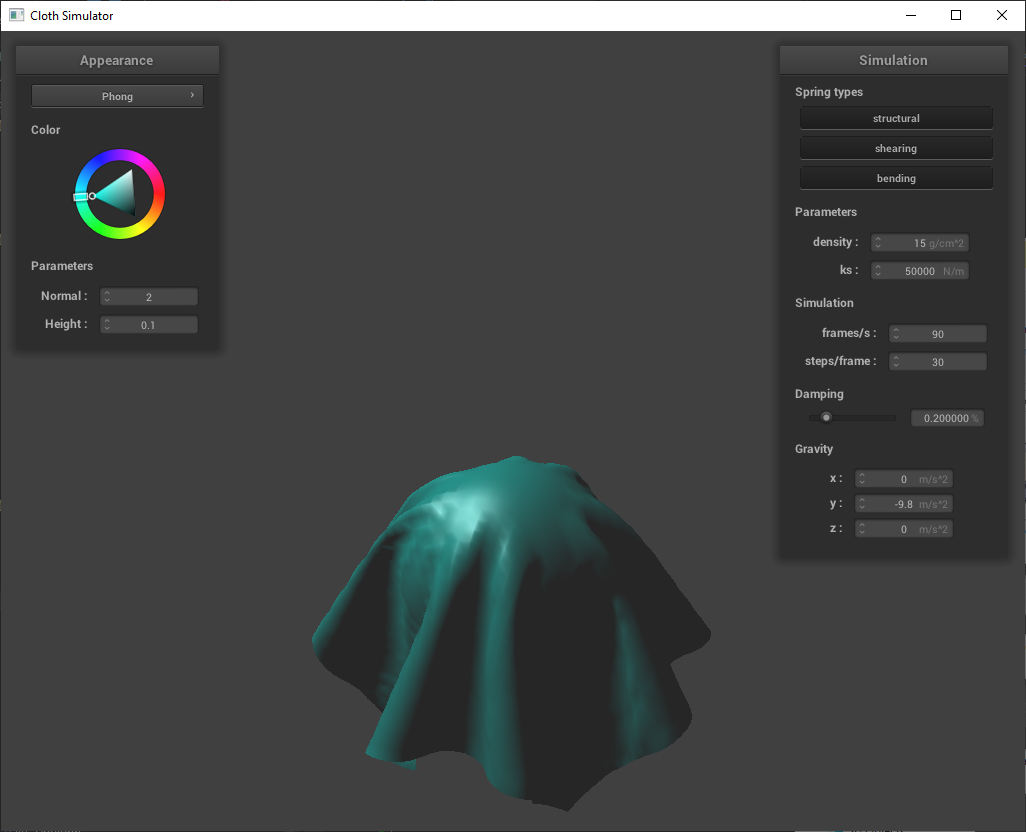 Cloth Simulator
Appearance
Phong
Color
Parameters
Normal : 2
Height : 0.1
Simulation
Spring types
structural
shearing
bending
Parameters
density : 15 g/cm^2
ks : 50000 N/m
Simulation
frames/s : 90
steps/frame : 30
Damping
0.200000 %
Gravity
x : 0 m/s^2
y : -9.8 m/s^2
z : 0 m/s^2